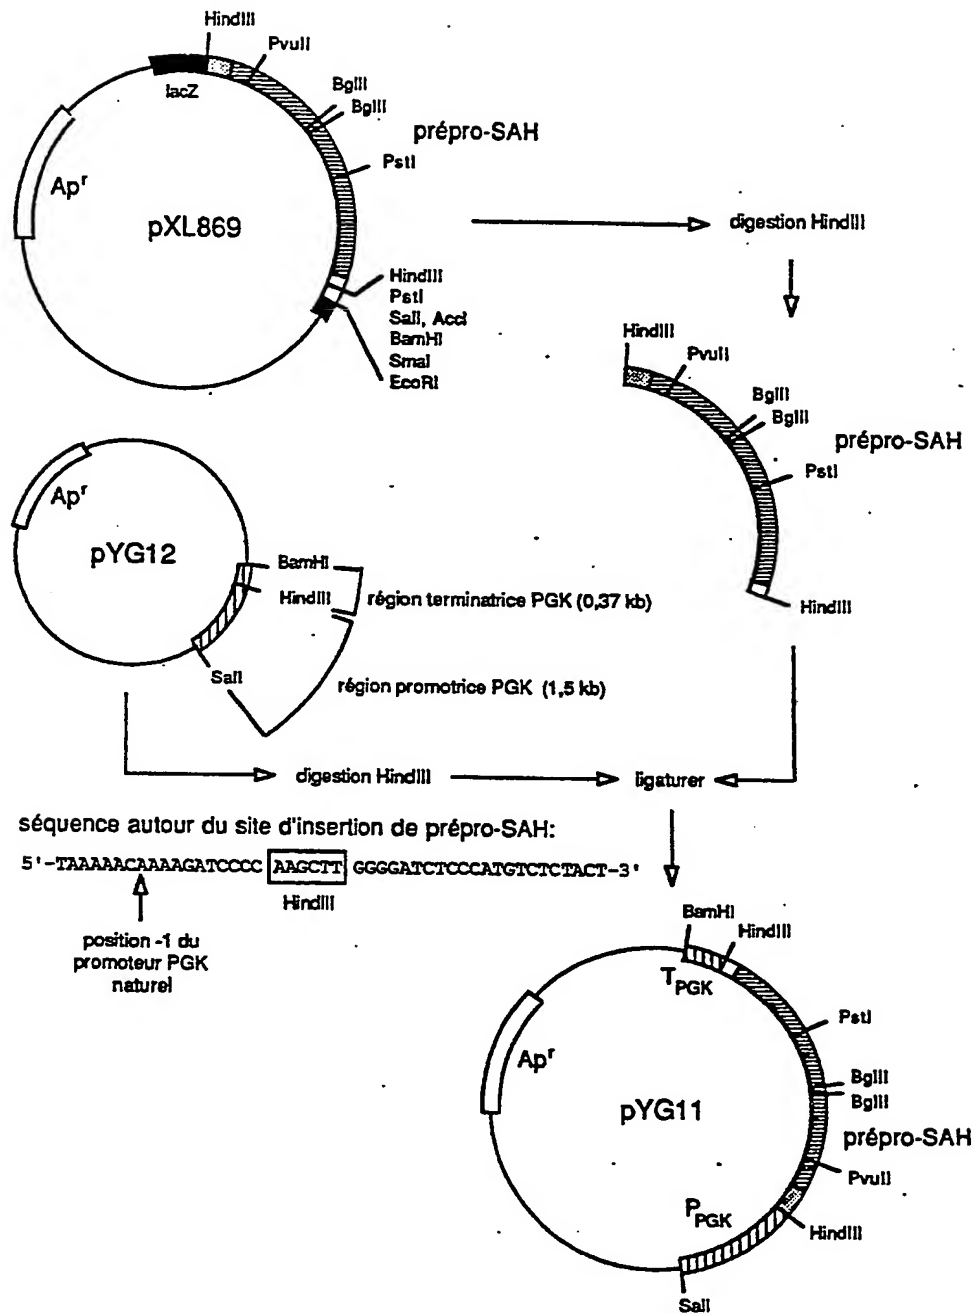 HindIII
PvuII
BglII
BglII
lacZ
prépro-SAH
PstI
Apʳ
pXL869
digestion HindIII
HindIII
PstI
SalI, AccI
BamHI
SmaI
EcoRI
HindIII
PvuII
BglII
BglII
prépro-SAH
PstI
HindIII
Apʳ
pYG12
BamHI
HindIII
région terminatrice PGK (0,37 kb)
SalI
région promotrice PGK (1,5 kb)
digestion HindIII
ligaturer
séquence autour du site d'insertion de prépro-SAH:
5'-TAAAAACAAAAGATCCCC AAGCTT GGGGATCTCCCATGTCTCTACT-3'
HindIII
position -1 du
promoteur PGK
naturel
BamHI
HindIII
T PGK
PstI
Apʳ
BglII
BglII
pYG11
prépro-SAH
PvuII
P PGK
HindIII
SalI